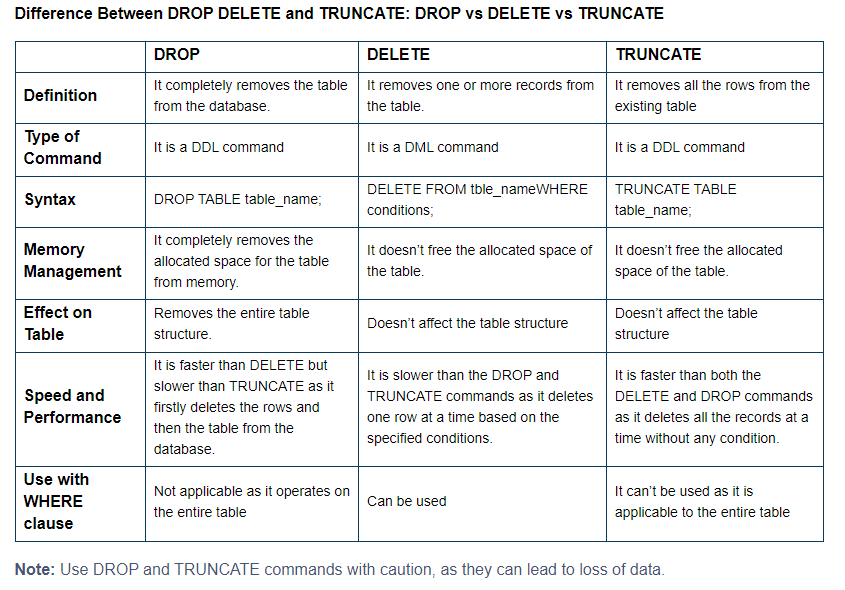 Difference Between DROP DELETE and TRUNCATE: DROP vs DELETE vs TRUNCATE
DROP
DELETE
TRUNCATE
Definition
It completely removes the table
from the database.
It removes one or more records from
the table.
It removes all the rows from the
existing table
Type of
Command
It is a DDL command
It is a DML command
It is a DDL command
Syntax
DROP TABLE table_name;
DELETE FROM tble_nameWHERE
conditions;
TRUNCATE TABLE
table_name;
Memory
Management
It completely removes the
allocated space for the table
from memory.
It doesn’t free the allocated space of
the table.
It doesn’t free the allocated
space of the table.
Effect on
Table
Removes the entire table
structure.
Doesn’t affect the table structure
Doesn’t affect the table
structure
Speed and
Performance
It is faster than DELETE but
slower than TRUNCATE as it
firstly deletes the rows and
then the table from the
database.
It is slower than the DROP and
TRUNCATE commands as it deletes
one row at a time based on the
specified conditions.
It is faster than both the
DELETE and DROP commands
as it deletes all the records at a
time without any condition.
Use with
WHERE
clause
Not applicable as it operates on
the entire table
Can be used
It can’t be used as it is
applicable to the entire table
Note: Use DROP and TRUNCATE commands with caution, as they can lead to loss of data.